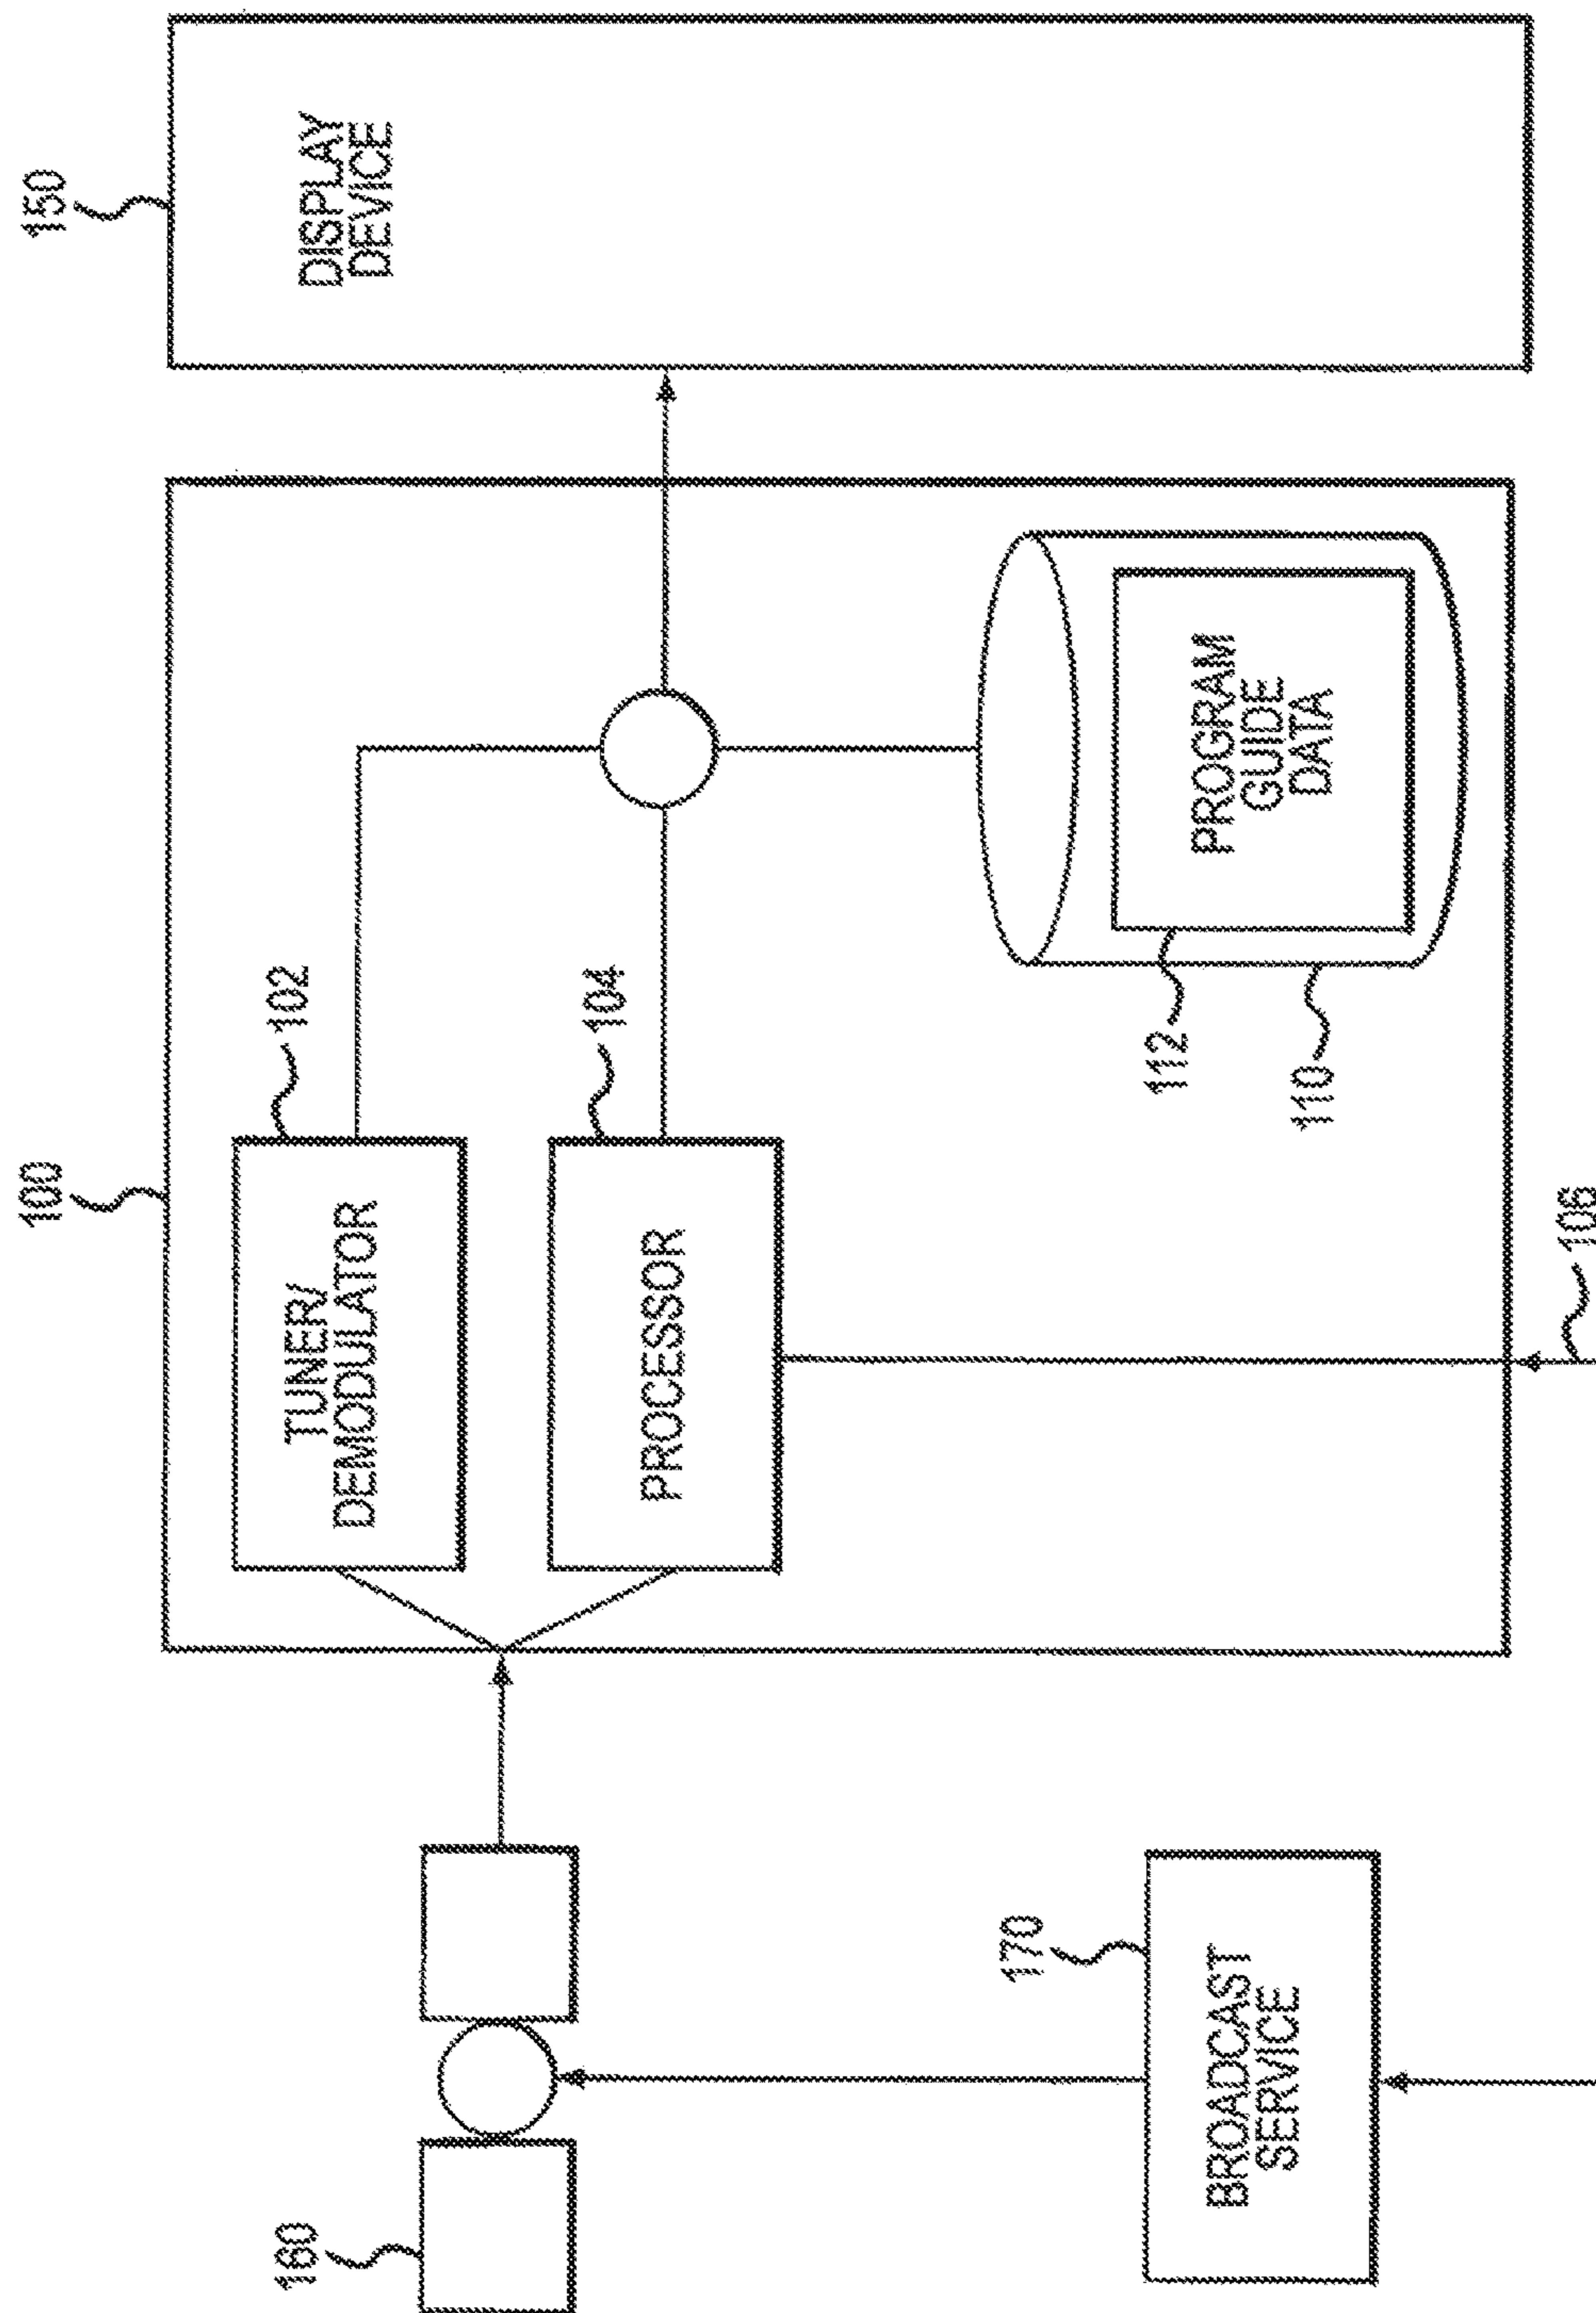 160
170
BROADCAST
SERVICE
100
TUNER/
DEMODULATOR
102
PROCESSOR
104
106
112
110
PROGRAM
GUIDE
DATA
150
DISPLAY
DEVICE